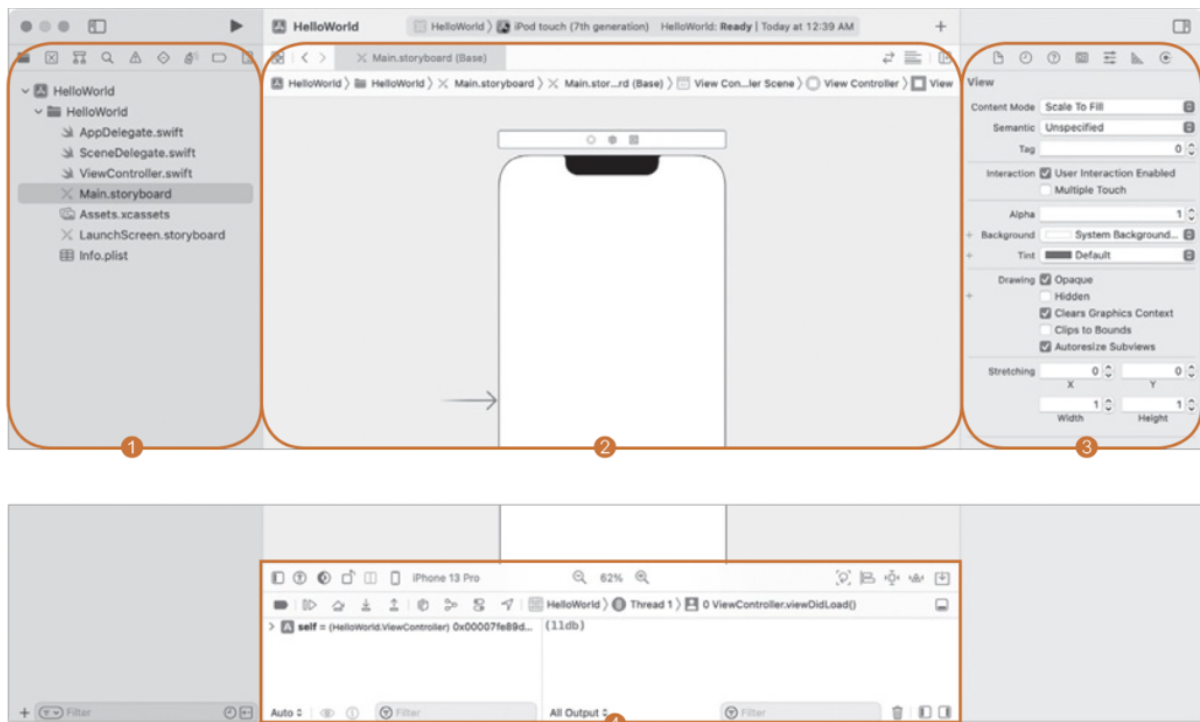 HelloWorld
HelloWorld 〉 iPod touch (7th generation) HelloWorld: Ready | Today at 12:39 AM
Main.storyboard (Base)
HelloWorld 〉 HelloWorld 〉 Main.storyboard 〉 Main.stor...rd (Base) 〉 View Con...ler Scene 〉 View Controller 〉 View
HelloWorld
HelloWorld
AppDelegate.swift
SceneDelegate.swift
ViewController.swift
Main.storyboard
Assets.xcassets
LaunchScreen.storyboard
Info.plist
View
Content Mode Scale To Fill
Semantic Unspecified
Tag 0
Interaction User Interaction Enabled
Multiple Touch
Alpha 1
Background System Background...
Tint Default
Drawing Opaque
Hidden
Clears Graphics Context
Clips to Bounds
Autoresize Subviews
Stretching 0 0
X Y
1 1
Width Height
1
2
3
iPhone 13 Pro 62%
HelloWorld 〉 Thread 1 〉 0 ViewController.viewDidLoad()
self = (HelloWorld.ViewController) 0x00007fe89d...
(lldb)
Filter
Auto Filter
All Output Filter
4